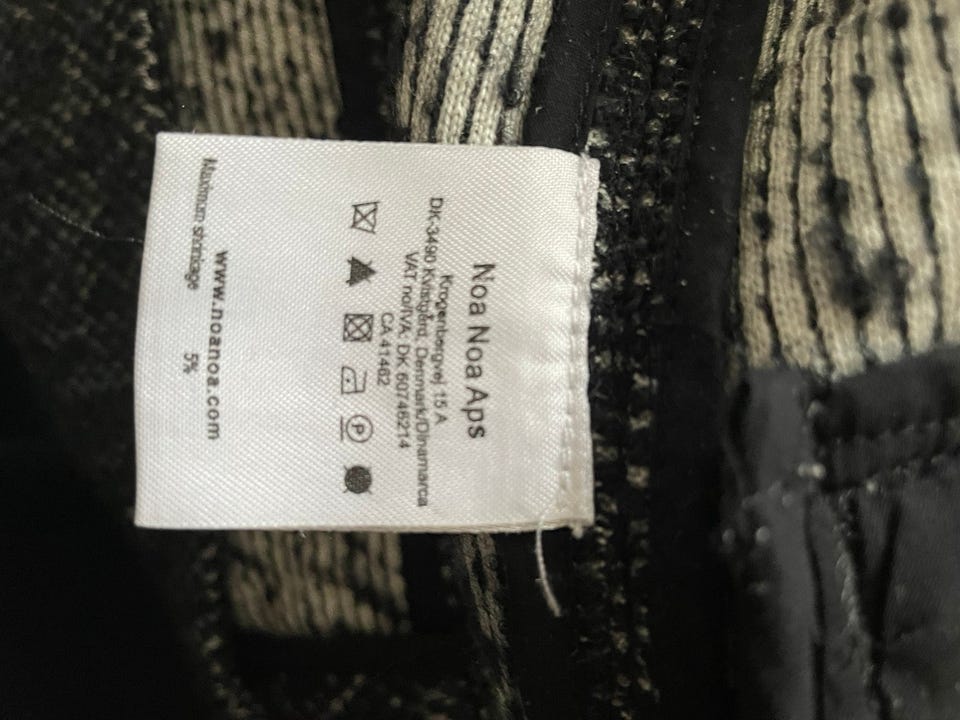 Noa Noa Aps
Krogenbergvej 15 A
DK-3490 Kvistgård, Denmark/Dinamarca
VAT no/IVA: DK 60746214
CA 41462
P
www.noanoa.com
Maximum shrinkage 5%